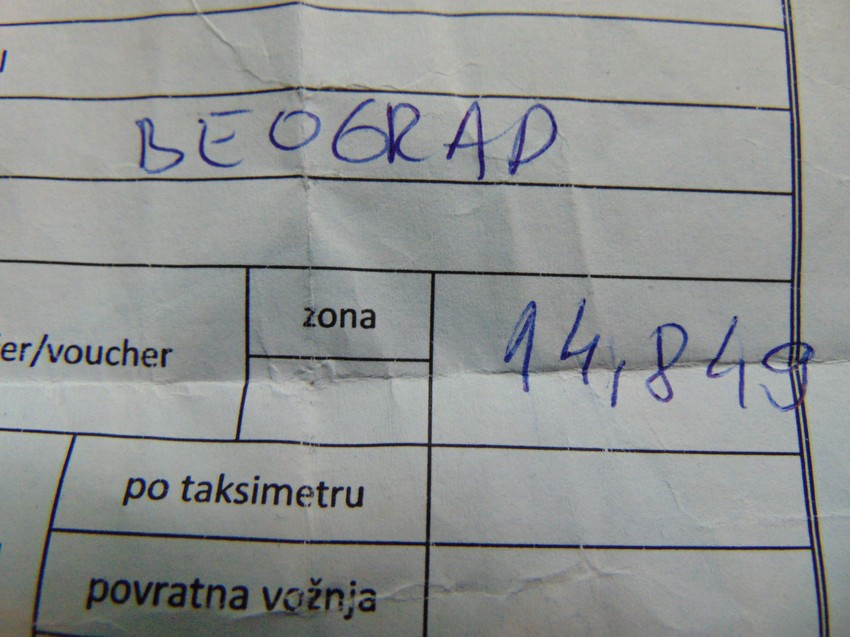 BEOGRAD
zona
er/voucher
14,849
po taksimetru
povratna vožnja